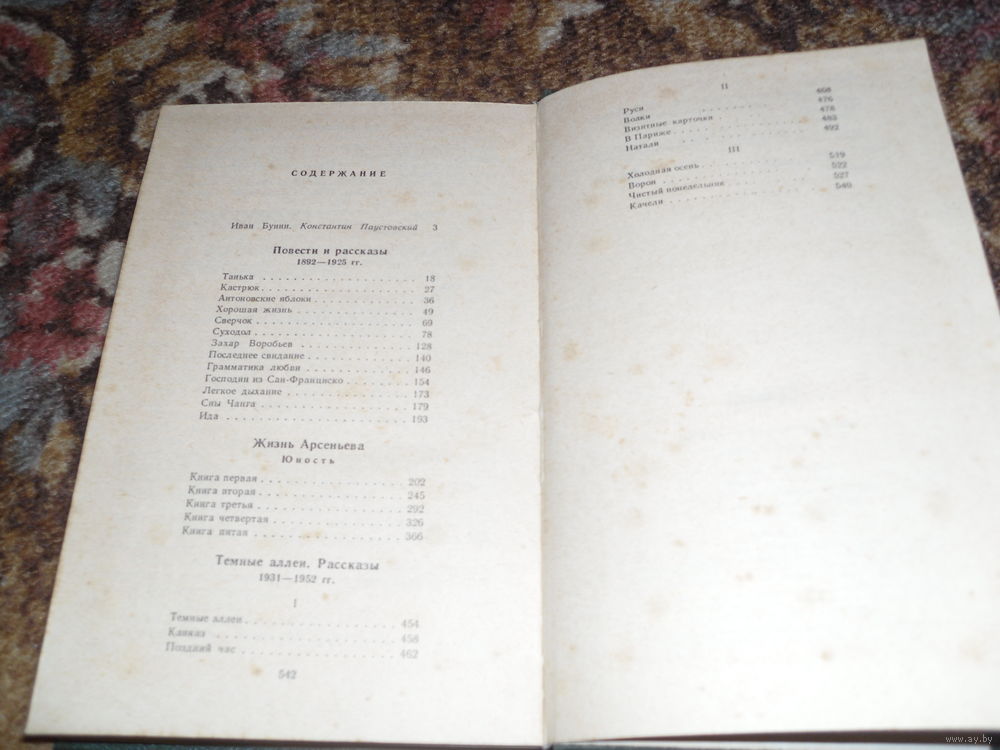 СОДЕРЖАНИЕ
Иван Бунин. Константин Паустовский 3
Повести и рассказы
1892—1925 гг.
Танька . . . . . . . . . . . . . . . . 18
Кастрюк . . . . . . . . . . . . . . . . 27
Антоновские яблоки . . . . . . . . . . . 36
Хорошая жизнь . . . . . . . . . . . . . 49
Сверчок . . . . . . . . . . . . . . . . 69
Суходол . . . . . . . . . . . . . . . . 78
Захар Воробьев . . . . . . . . . . . . . 128
Последнее свидание . . . . . . . . . . . 140
Грамматика любви . . . . . . . . . . . . 146
Господин из Сан-Франциско . . . . . . . . 154
Легкое дыхание . . . . . . . . . . . . . 173
Сны Чанга . . . . . . . . . . . . . . . 179
Ида . . . . . . . . . . . . . . . . . . 193
Жизнь Арсеньева
Юность
Книга первая . . . . . . . . . . . . . . 202
Книга вторая . . . . . . . . . . . . . . 245
Книга третья . . . . . . . . . . . . . . 292
Книга четвертая . . . . . . . . . . . . 326
Книга пятая . . . . . . . . . . . . . . 366
Темные аллеи. Рассказы
1931—1952 гг.
I
Темные аллеи . . . . . . . . . . . . . . 454
Кавказ . . . . . . . . . . . . . . . . 458
Поздний час . . . . . . . . . . . . . . 462
542
II
Руся 468
Волки . . . . . . . . . . . . . . . . . 476
Визитные карточки . . . . . . . . . . . 478
В Париже . . . . . . . . . . . . . . . . 483
Натали . . . . . . . . . . . . . . . . . 492
III
Холодная осень . . . . . . . . . . . . . 519
Ворон . . . . . . . . . . . . . . . . . 522
Чистый понедельник . . . . . . . . . . . 527
Качели . . . . . . . . . . . . . . . . . 540
www.ay.by